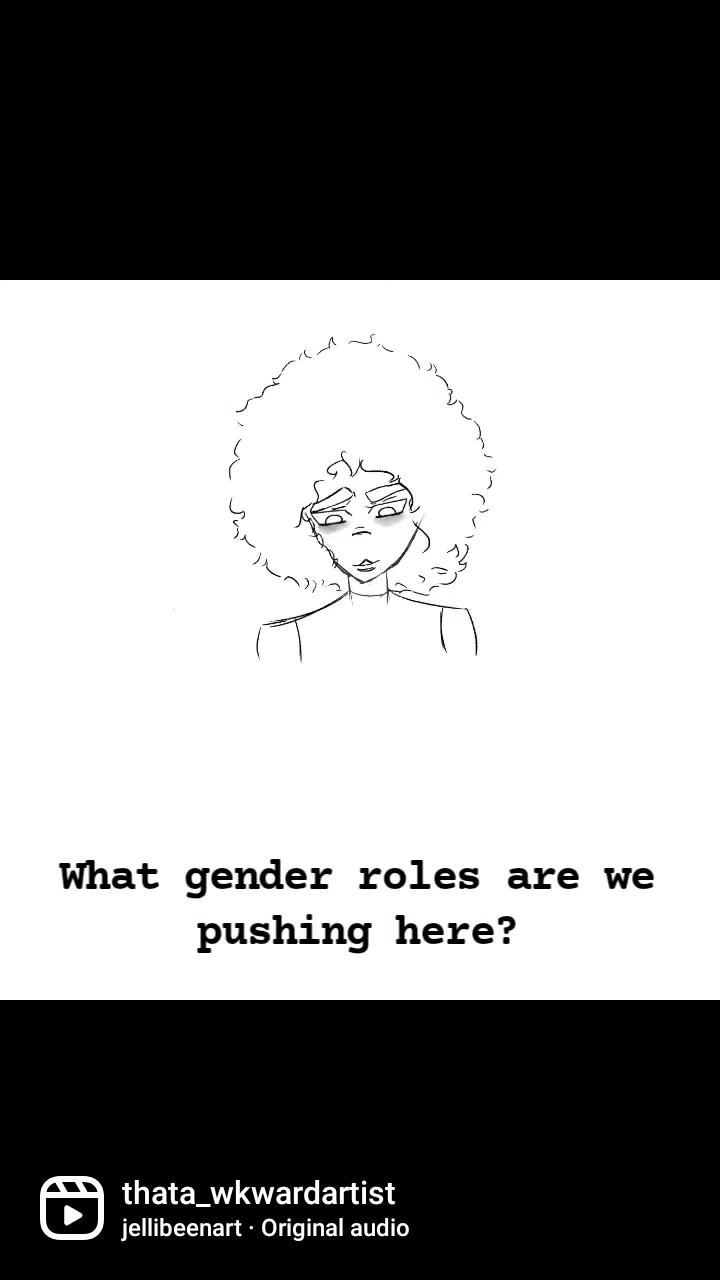 What gender roles are we
pushing here?
thata_wkwardartist
jellibeenart · Original audio